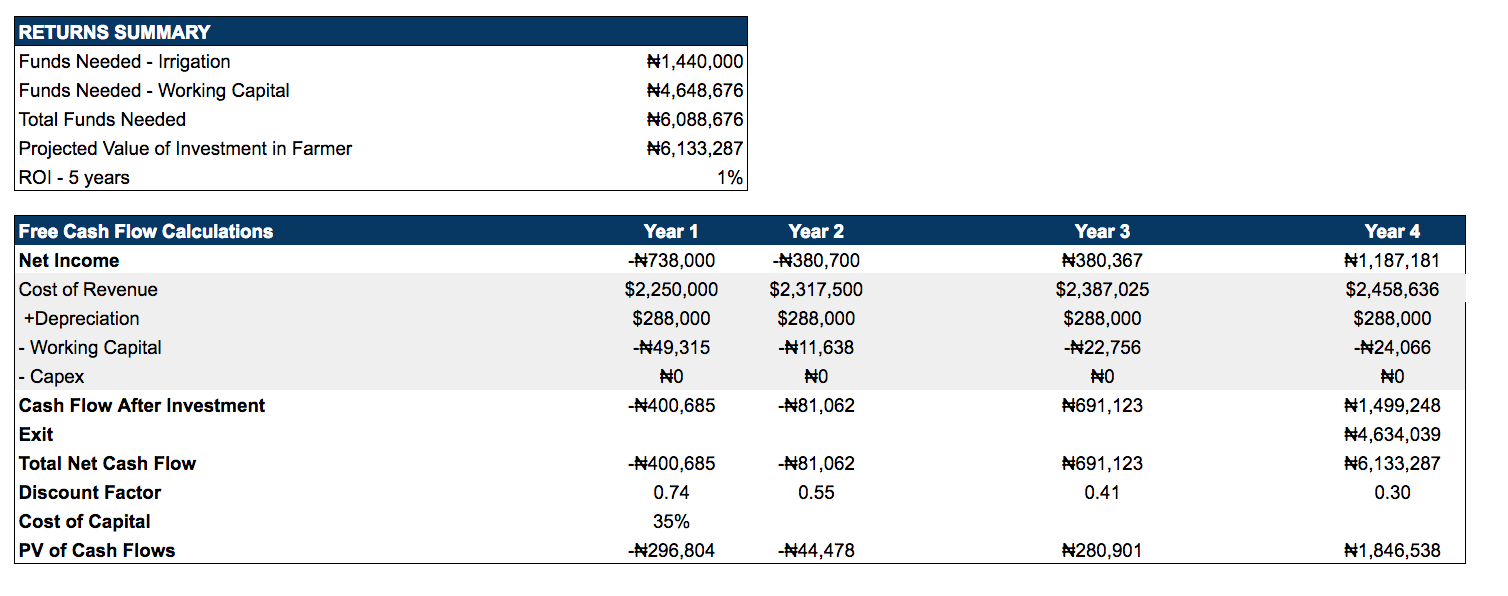 RETURNS SUMMARY
Funds Needed - Irrigation ₦1,440,000
Funds Needed - Working Capital ₦4,648,676
Total Funds Needed ₦6,088,676
Projected Value of Investment in Farmer ₦6,133,287
ROI - 5 years 1%
Free Cash Flow Calculations Year 1 Year 2 Year 3 Year 4
Net Income -₦738,000 -₦380,700 ₦380,367 ₦1,187,181
Cost of Revenue $2,250,000 $2,317,500 $2,387,025 $2,458,636
+Depreciation $288,000 $288,000 $288,000 $288,000
- Working Capital -₦49,315 -₦11,638 -₦22,756 -₦24,066
- Capex ₦0 ₦0 ₦0 ₦0
Cash Flow After Investment -₦400,685 -₦81,062 ₦691,123 ₦1,499,248
Exit ₦4,634,039
Total Net Cash Flow -₦400,685 -₦81,062 ₦691,123 ₦6,133,287
Discount Factor 0.74 0.55 0.41 0.30
Cost of Capital 35%
PV of Cash Flows -₦296,804 -₦44,478 ₦280,901 ₦1,846,538